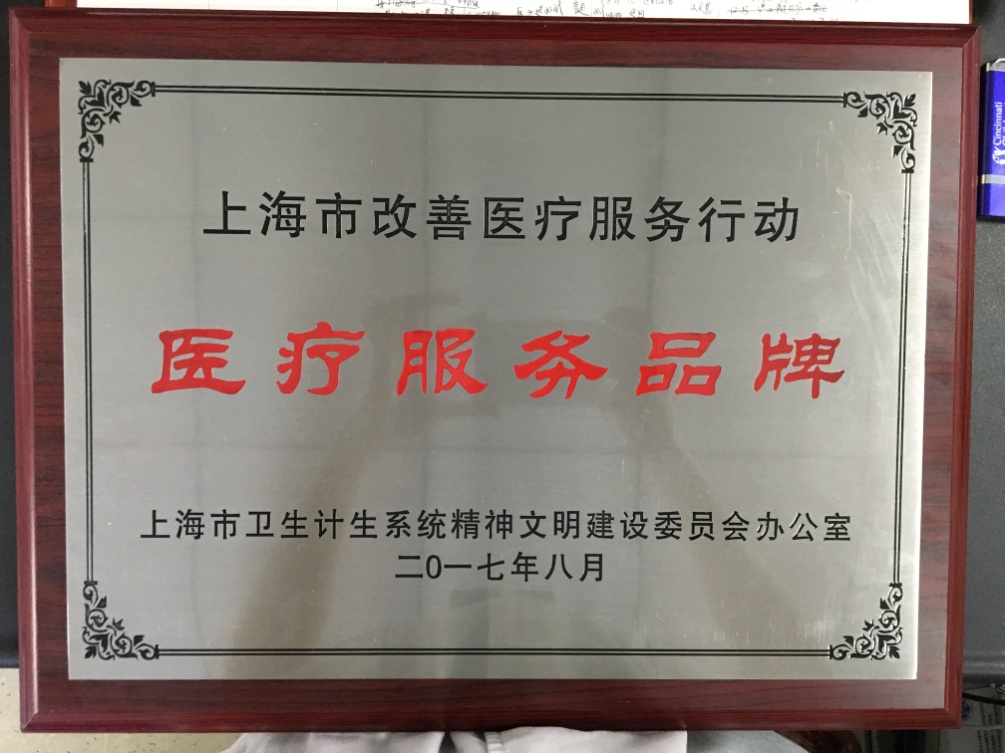 上海市改善医疗服务行动
医疗服务品牌
上海市卫生计生系统精神文明建设委员会办公室
二0一七年八月
Cincinnati